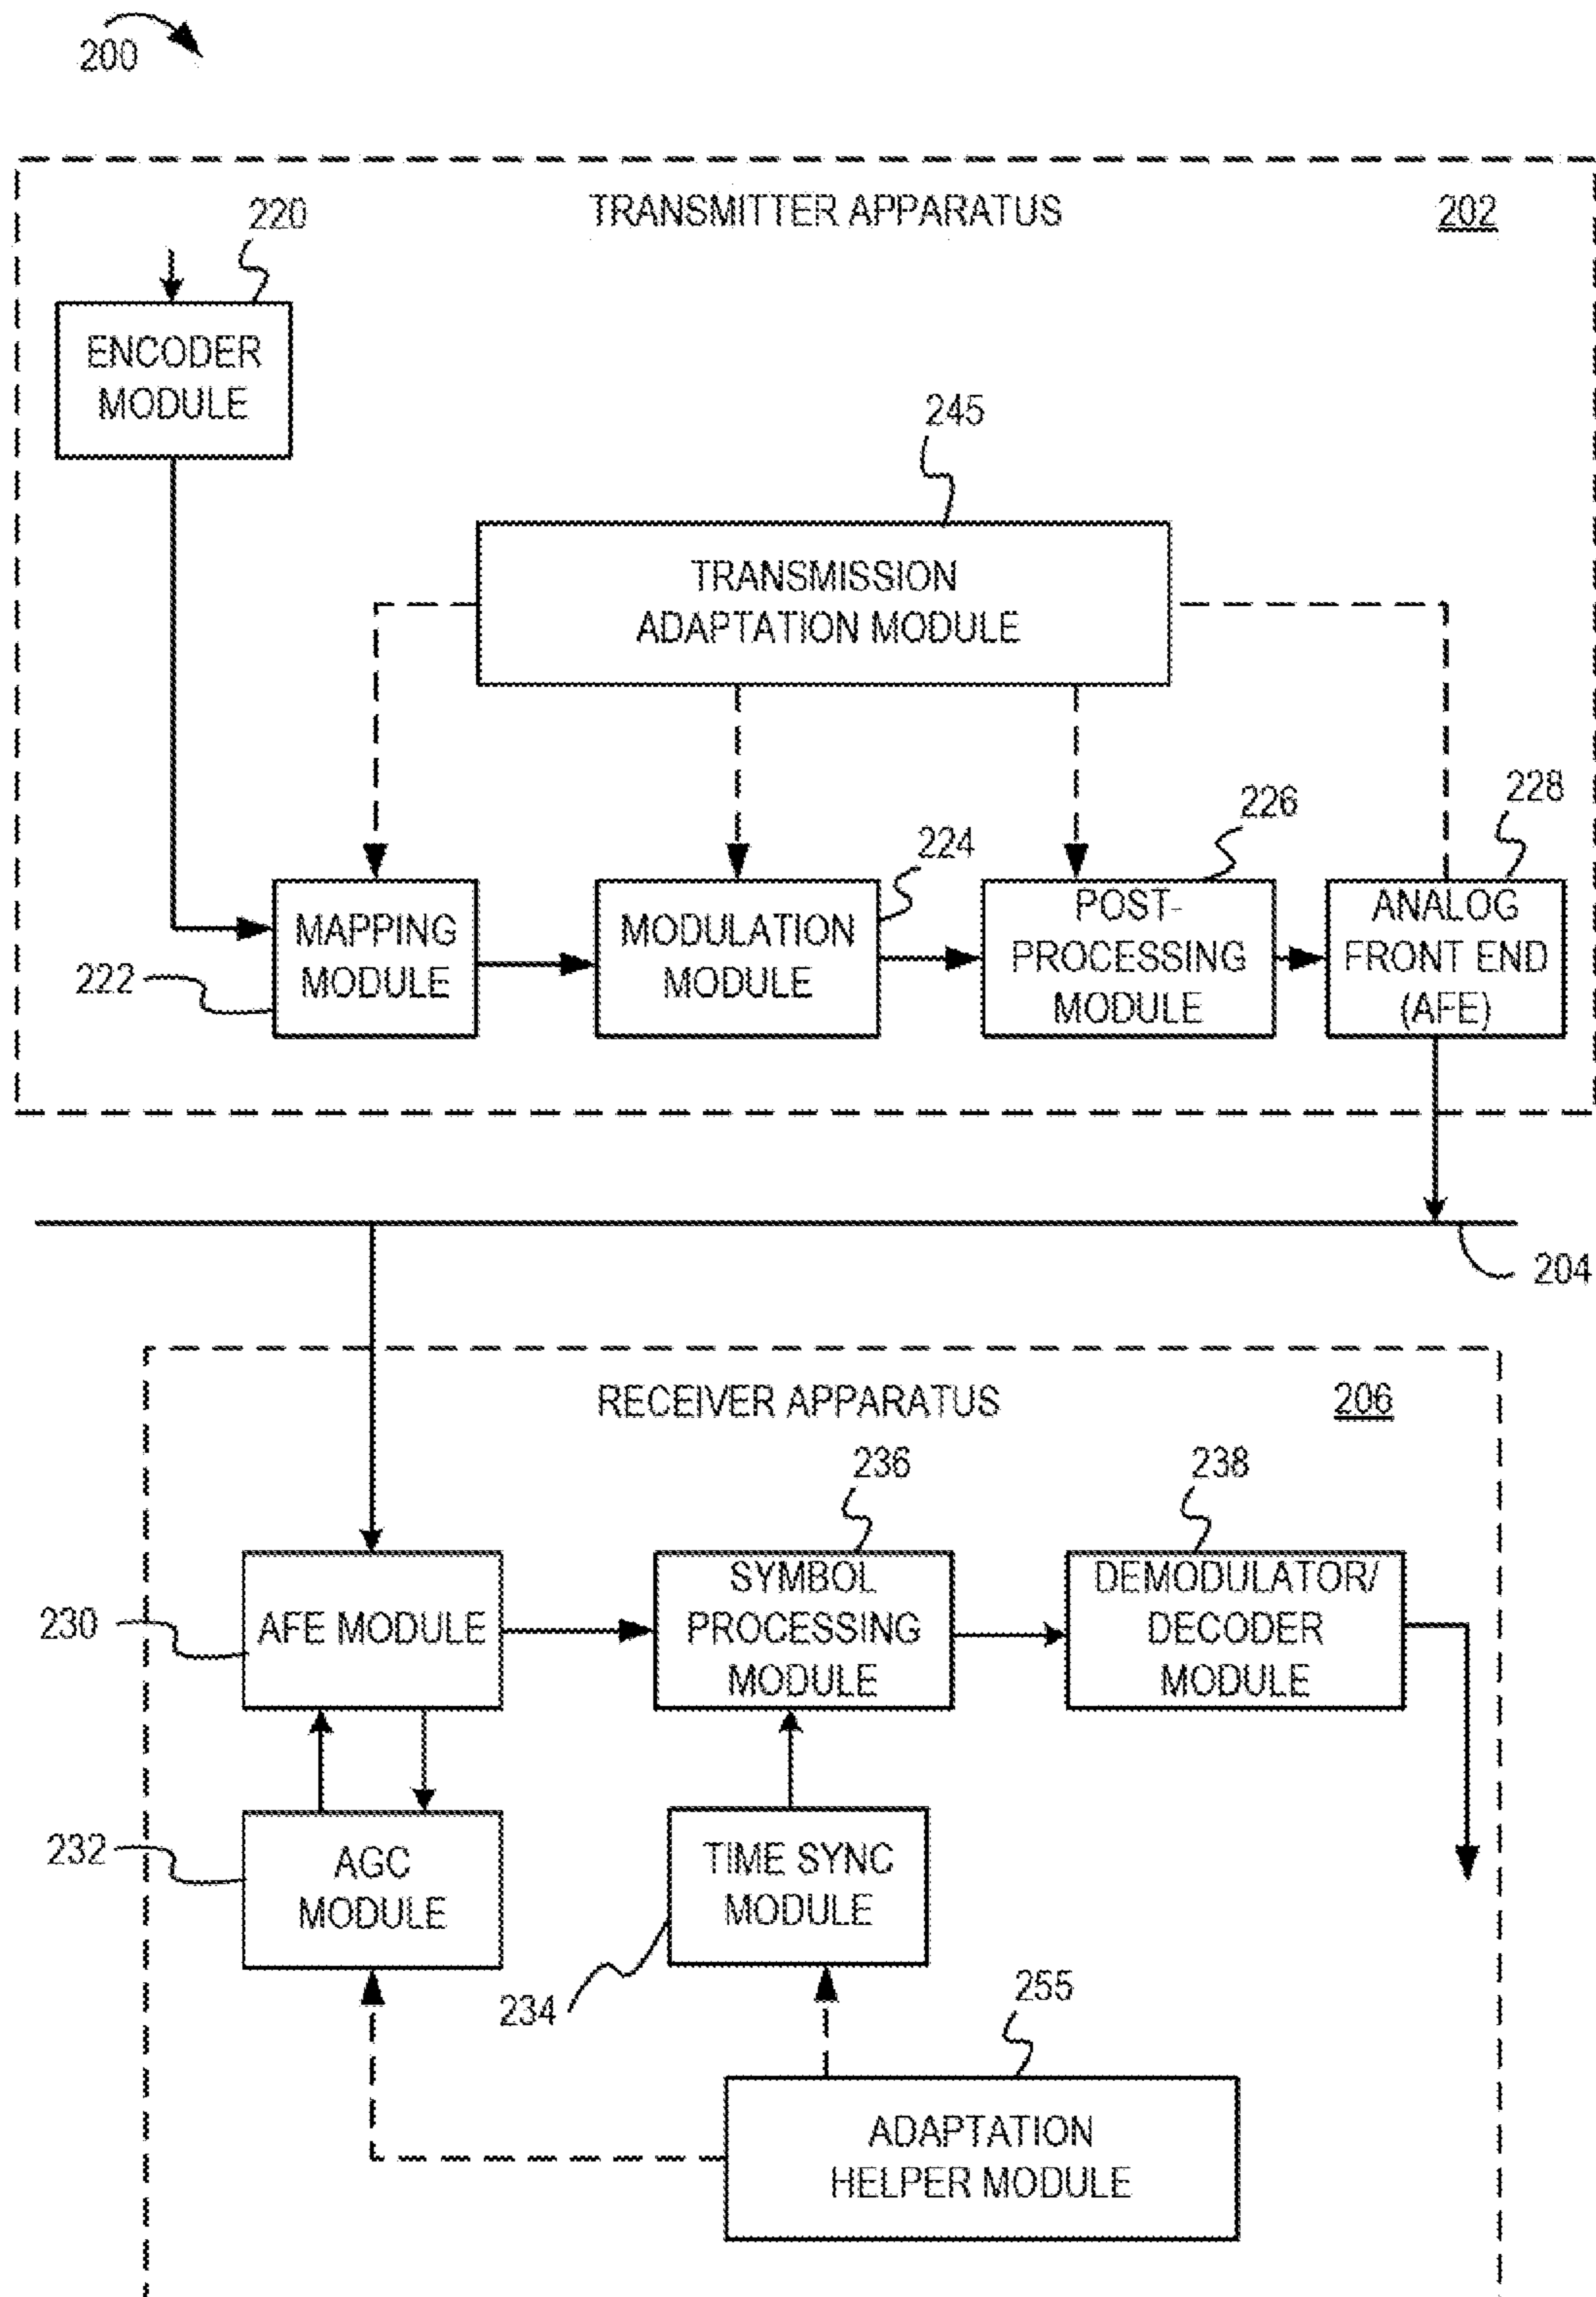 200
TRANSMITTER APPARATUS
202
220
ENCODER
MODULE
245
TRANSMISSION
ADAPTATION MODULE
222
MAPPING
MODULE
224
MODULATION
MODULE
226
POST-
PROCESSING
MODULE
228
ANALOG
FRONT END
(AFE)
204
RECEIVER APPARATUS
206
230
AFE MODULE
236
SYMBOL
PROCESSING
MODULE
238
DEMODULATOR/
DECODER
MODULE
232
AGC
MODULE
234
TIME SYNC
MODULE
255
ADAPTATION
HELPER MODULE